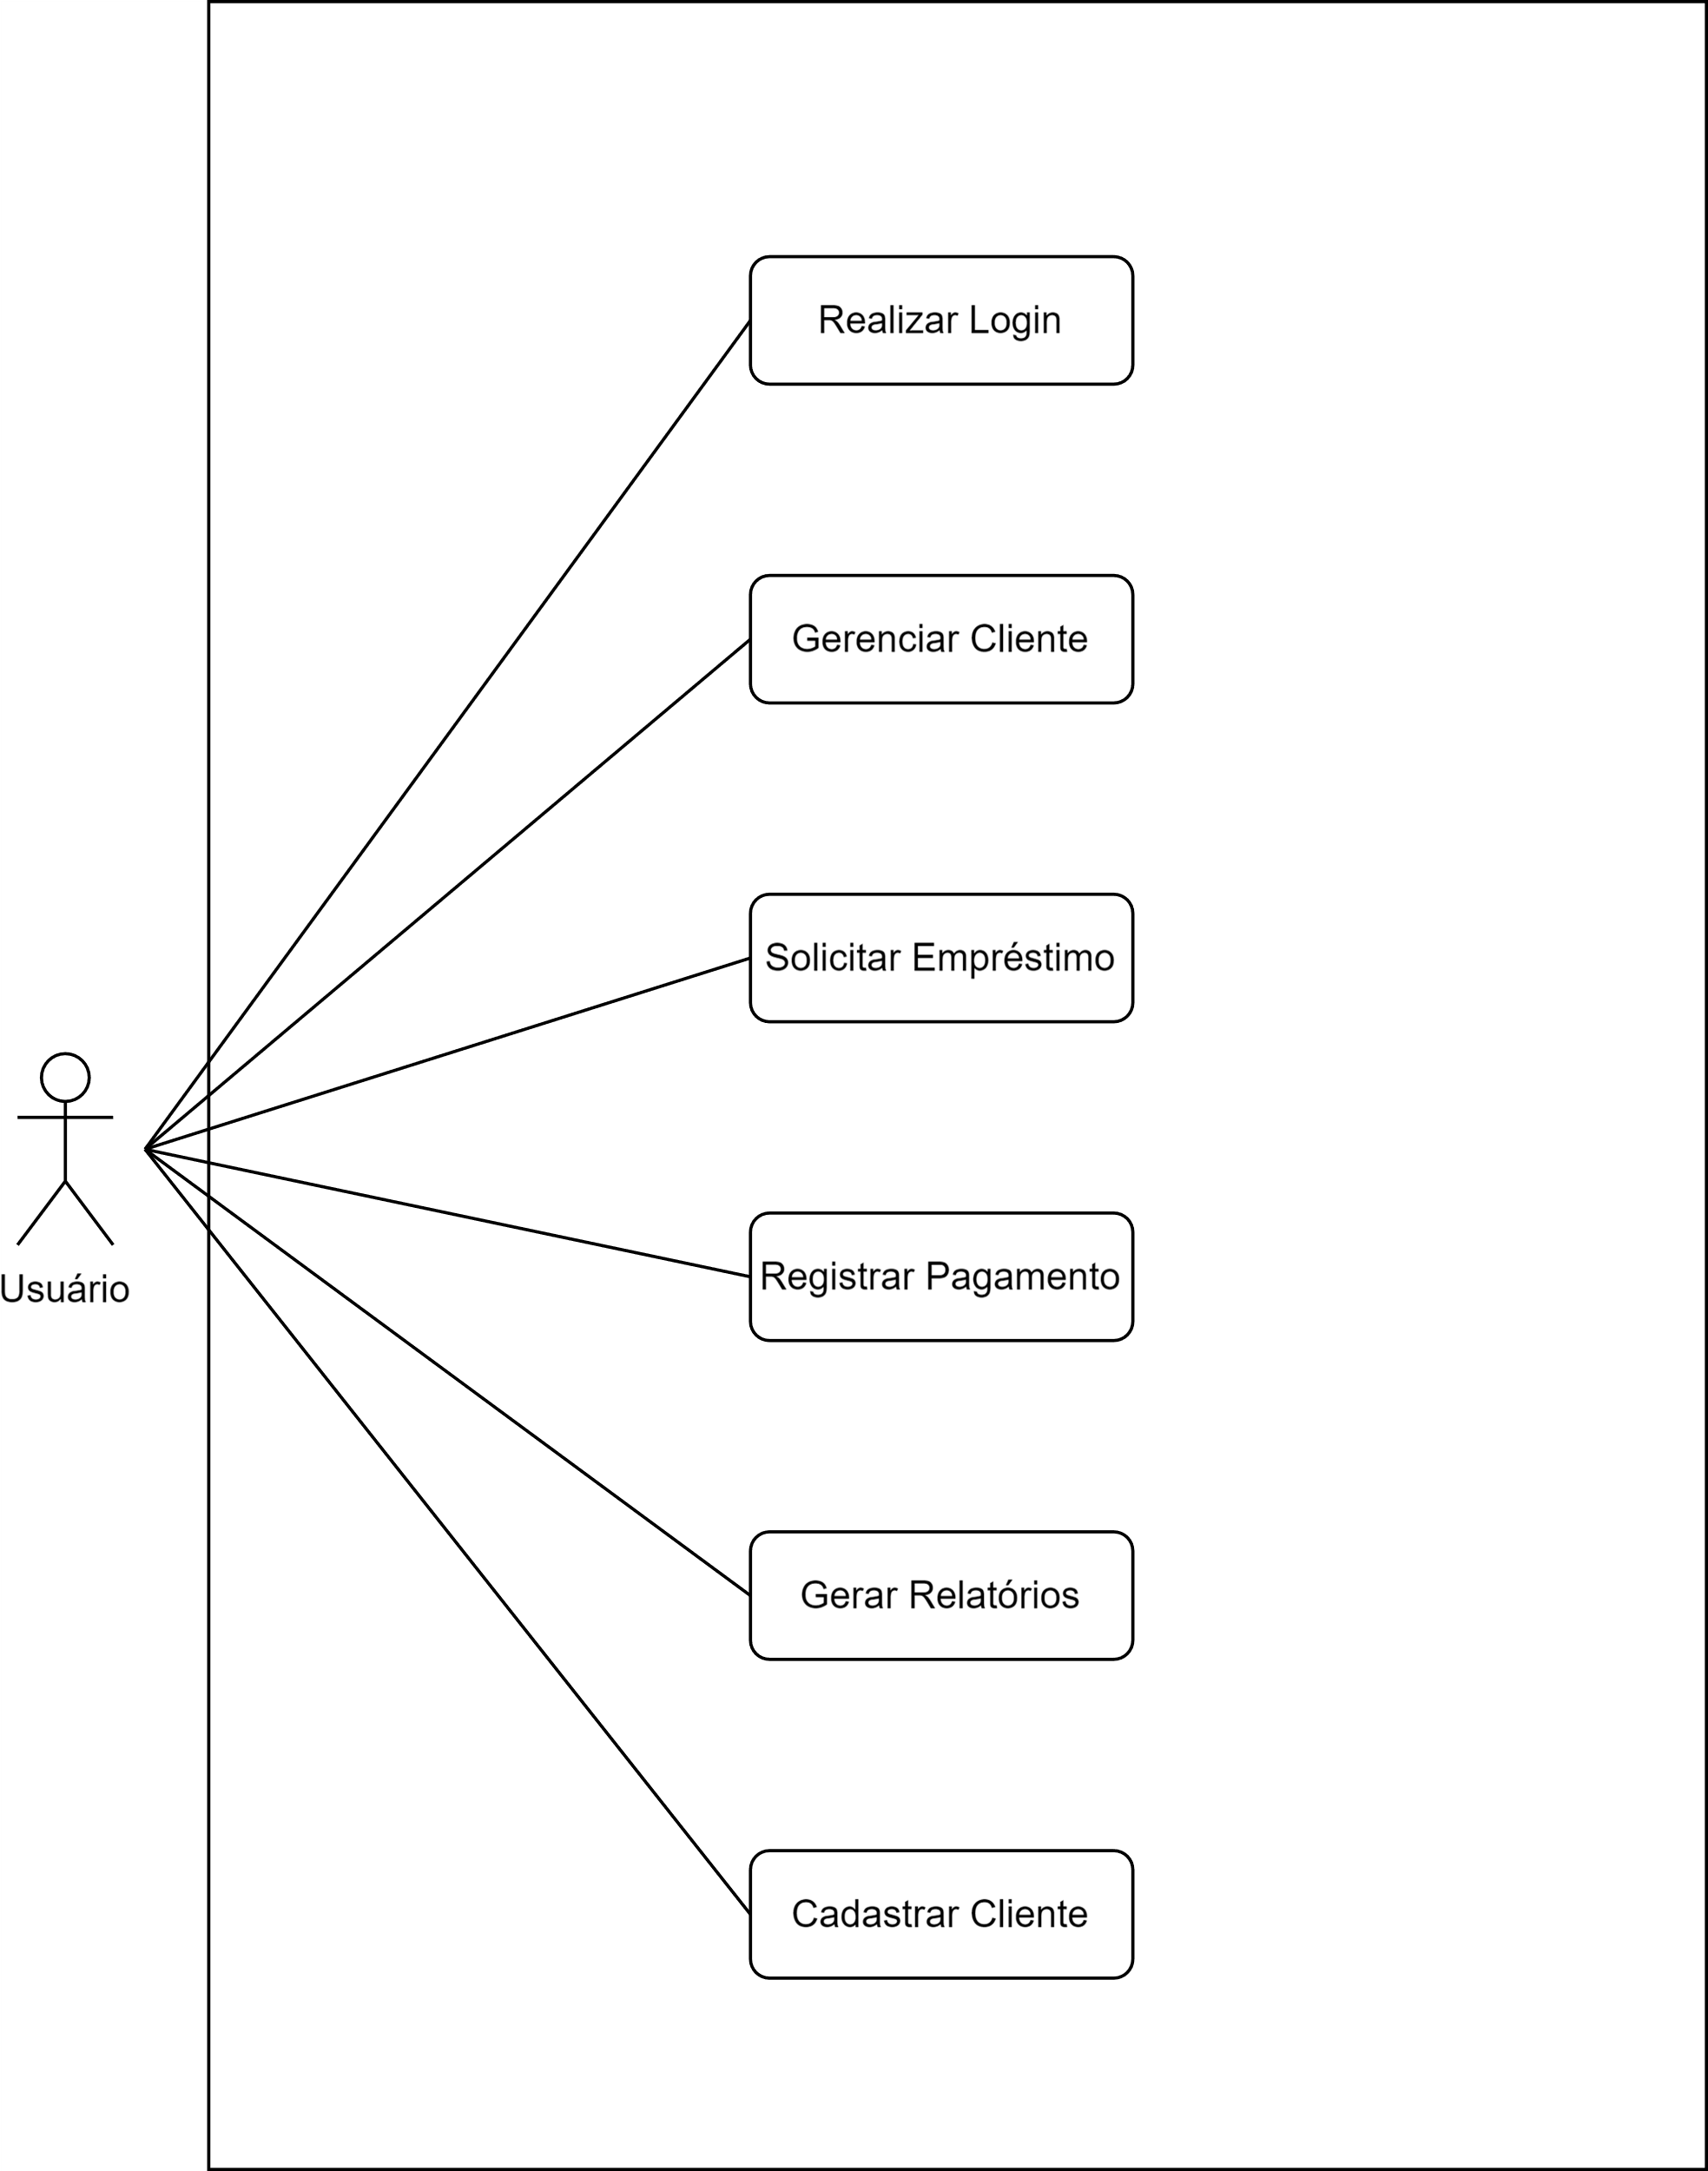 Realizar Login
Gerenciar Cliente
Solicitar Empréstimo
Registrar Pagamento
Usuário
Gerar Relatórios
Cadastrar Cliente